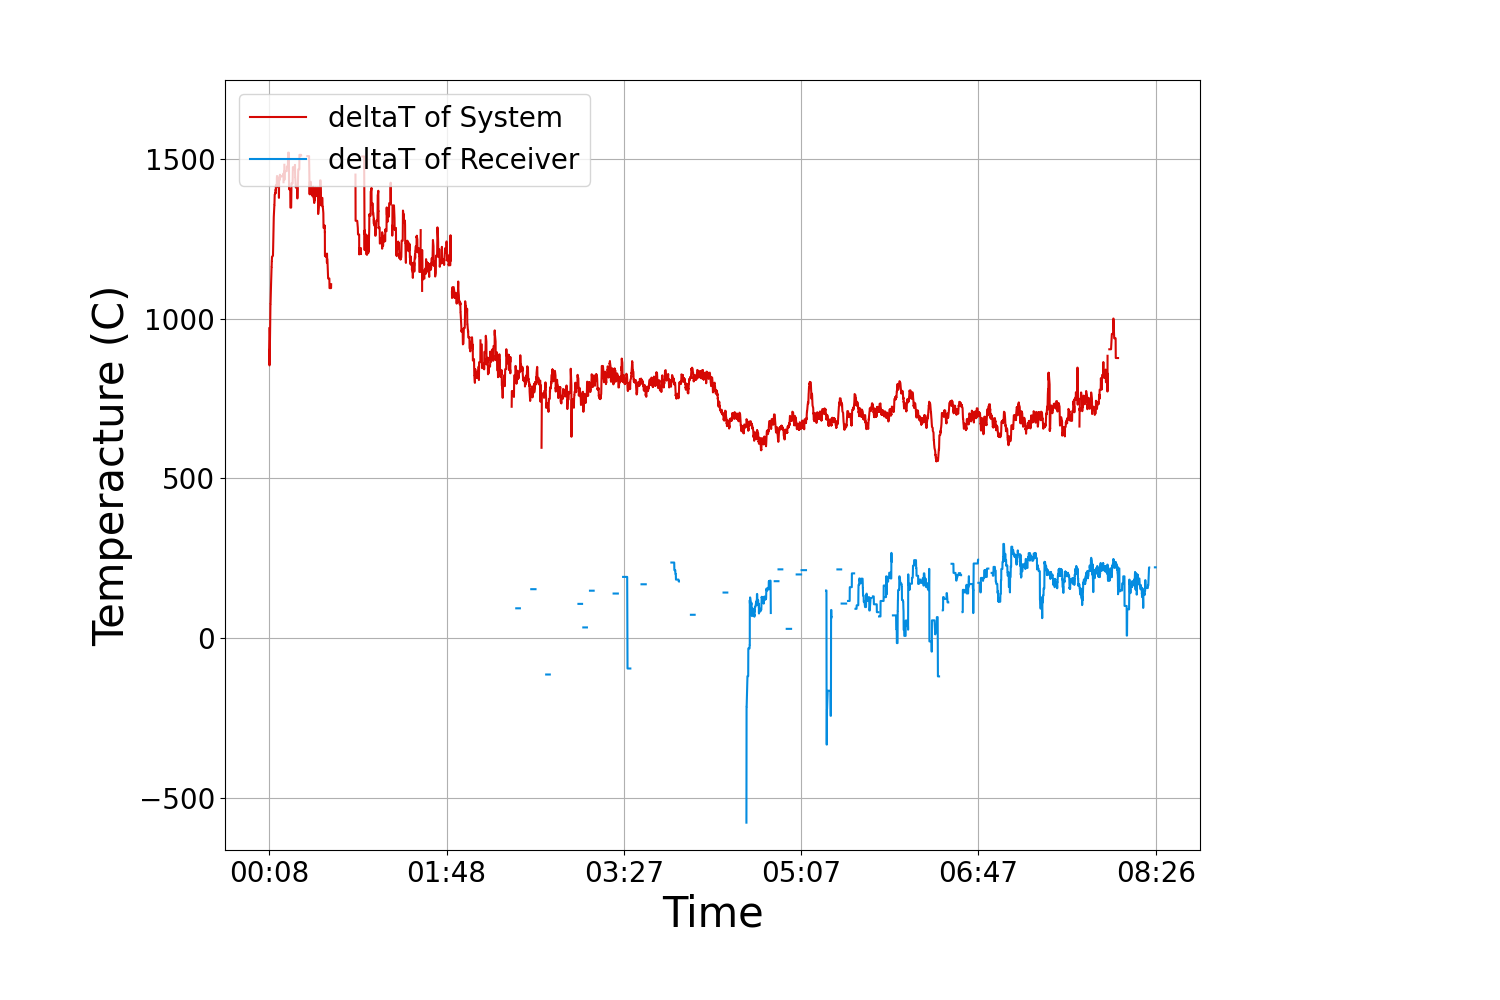 deltaT of System
deltaT of Receiver
1500
1000
500
0
−500
Temperacture (C)
00:08 01:48 03:27 05:07 06:47 08:26
Time